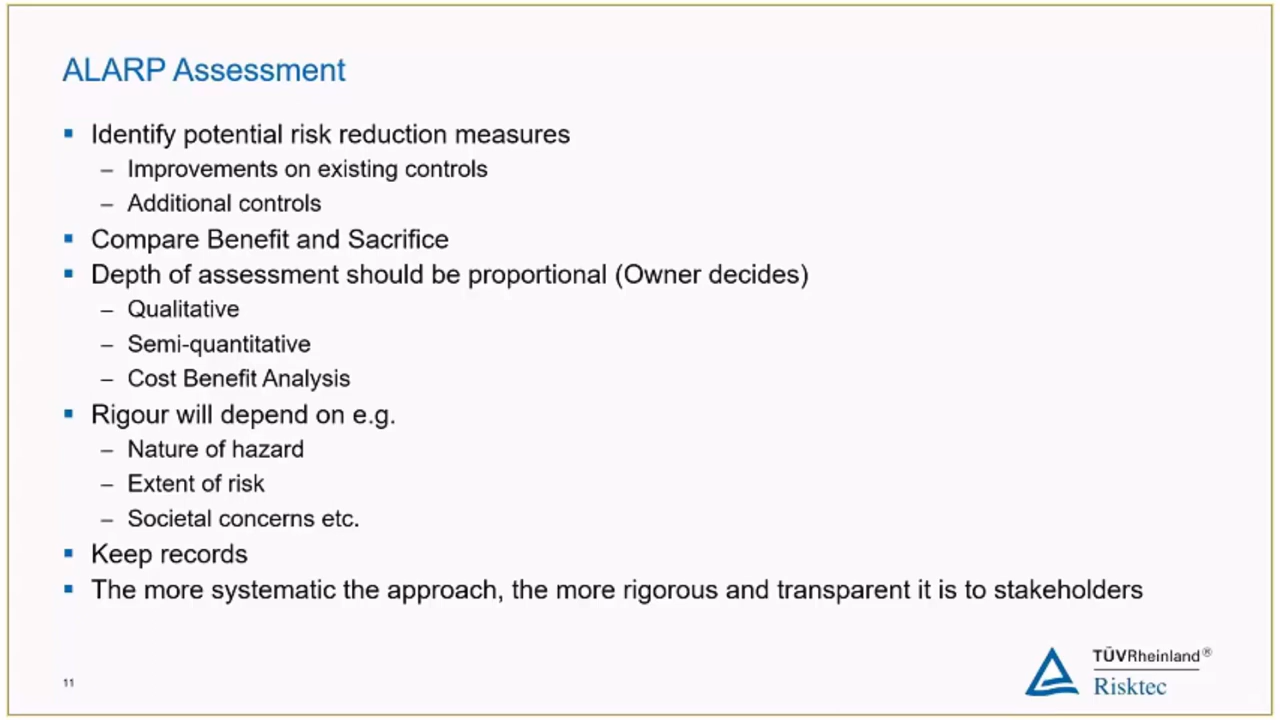 ALARP Assessment
▪ Identify potential risk reduction measures
– Improvements on existing controls
– Additional controls
▪ Compare Benefit and Sacrifice
▪ Depth of assessment should be proportional (Owner decides)
– Qualitative
– Semi-quantitative
– Cost Benefit Analysis
▪ Rigour will depend on e.g.
– Nature of hazard
– Extent of risk
– Societal concerns etc.
▪ Keep records
▪ The more systematic the approach, the more rigorous and transparent it is to stakeholders
TÜVRheinland®
Risktec
11